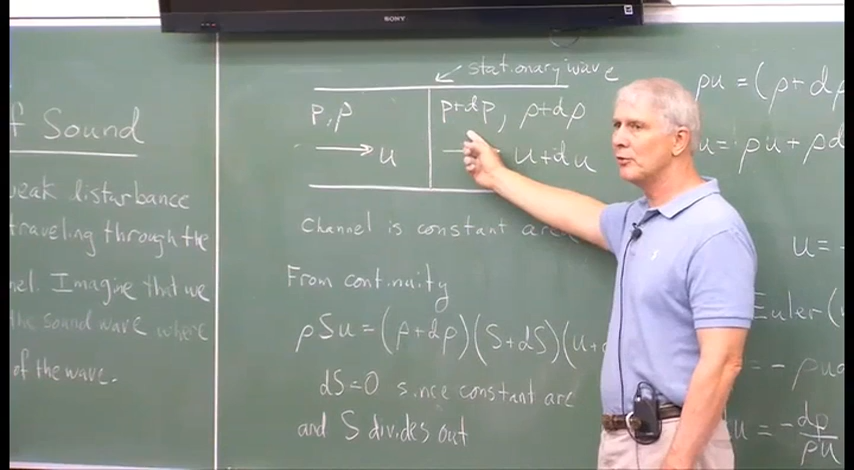 SONY
f Sound
eak disturbance
traveling through the
nel. Imagine that we
the sound wave where
of the wave.
stationary wave
p, ρ
p+dp, ρ+dρ
u
u+du
Channel is constant are
From continuity
ρSu = (ρ+dρ)(S+dS)(u+
dS=0 since constant are
and S divides out
ρu = (ρ+dρ
u = ρu + ρd
u = -
Euler (
= - ρu
u = - dp/ρu